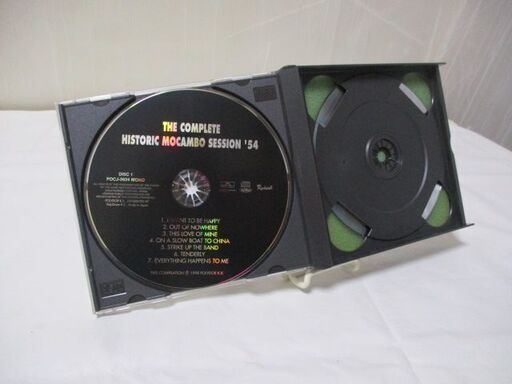 THE COMPLETE
HISTORIC MOCAMBO SESSION '54
DISC 1
POCJ-2624 MONO
1. I WANT TO BE HAPPY
2. OUT OF NOWHERE
3. THIS LOVE OF MINE
4. ON A SLOW BOAT TO CHINA
5. STRIKE UP THE BAND
6. TENDERLY
7. EVERYTHING HAPPENS TO ME
THIS COMPILATION ℗ 1998 POLYDOR K.K.